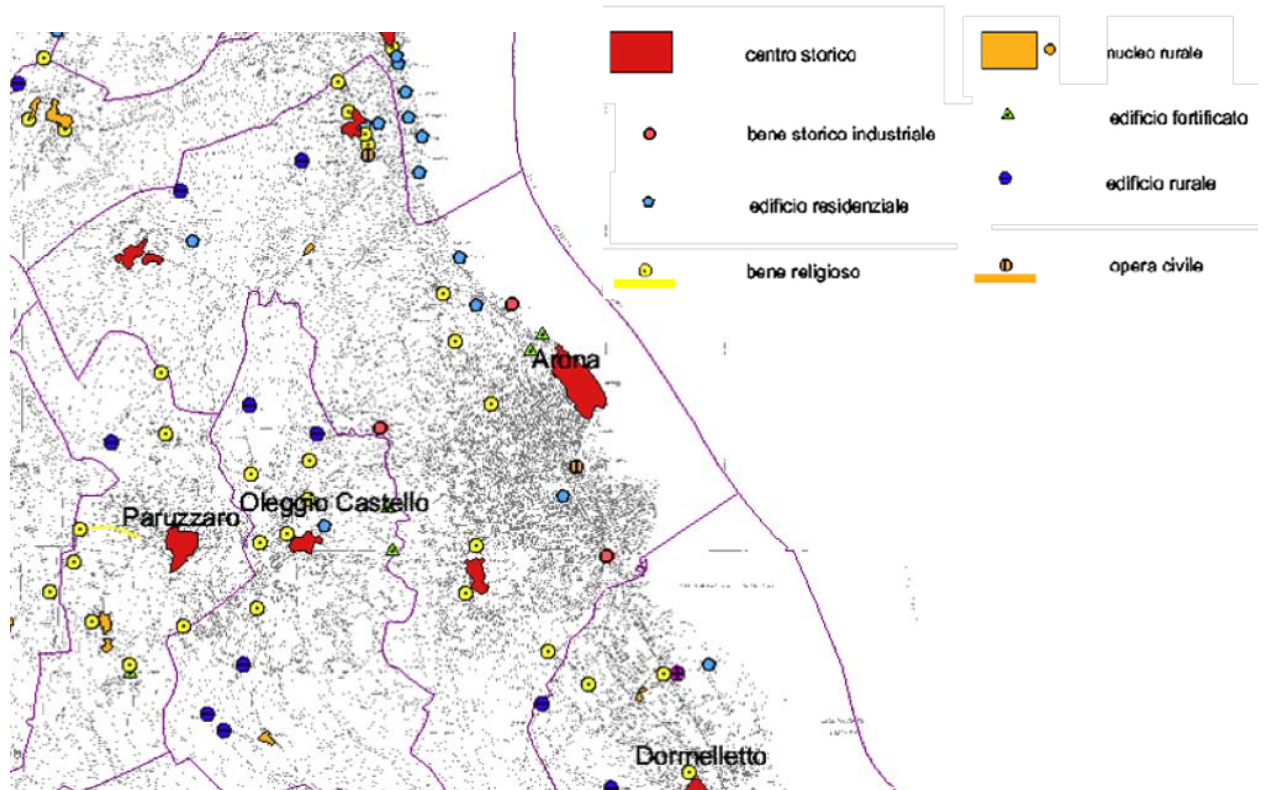 centro storico
nucleo rurale
bene storico industriale
edificio fortificato
edificio residenziale
edificio rurale
bene religioso
opera civile
Arona
Oleggio Castello
Paruzzaro
Dormelletto